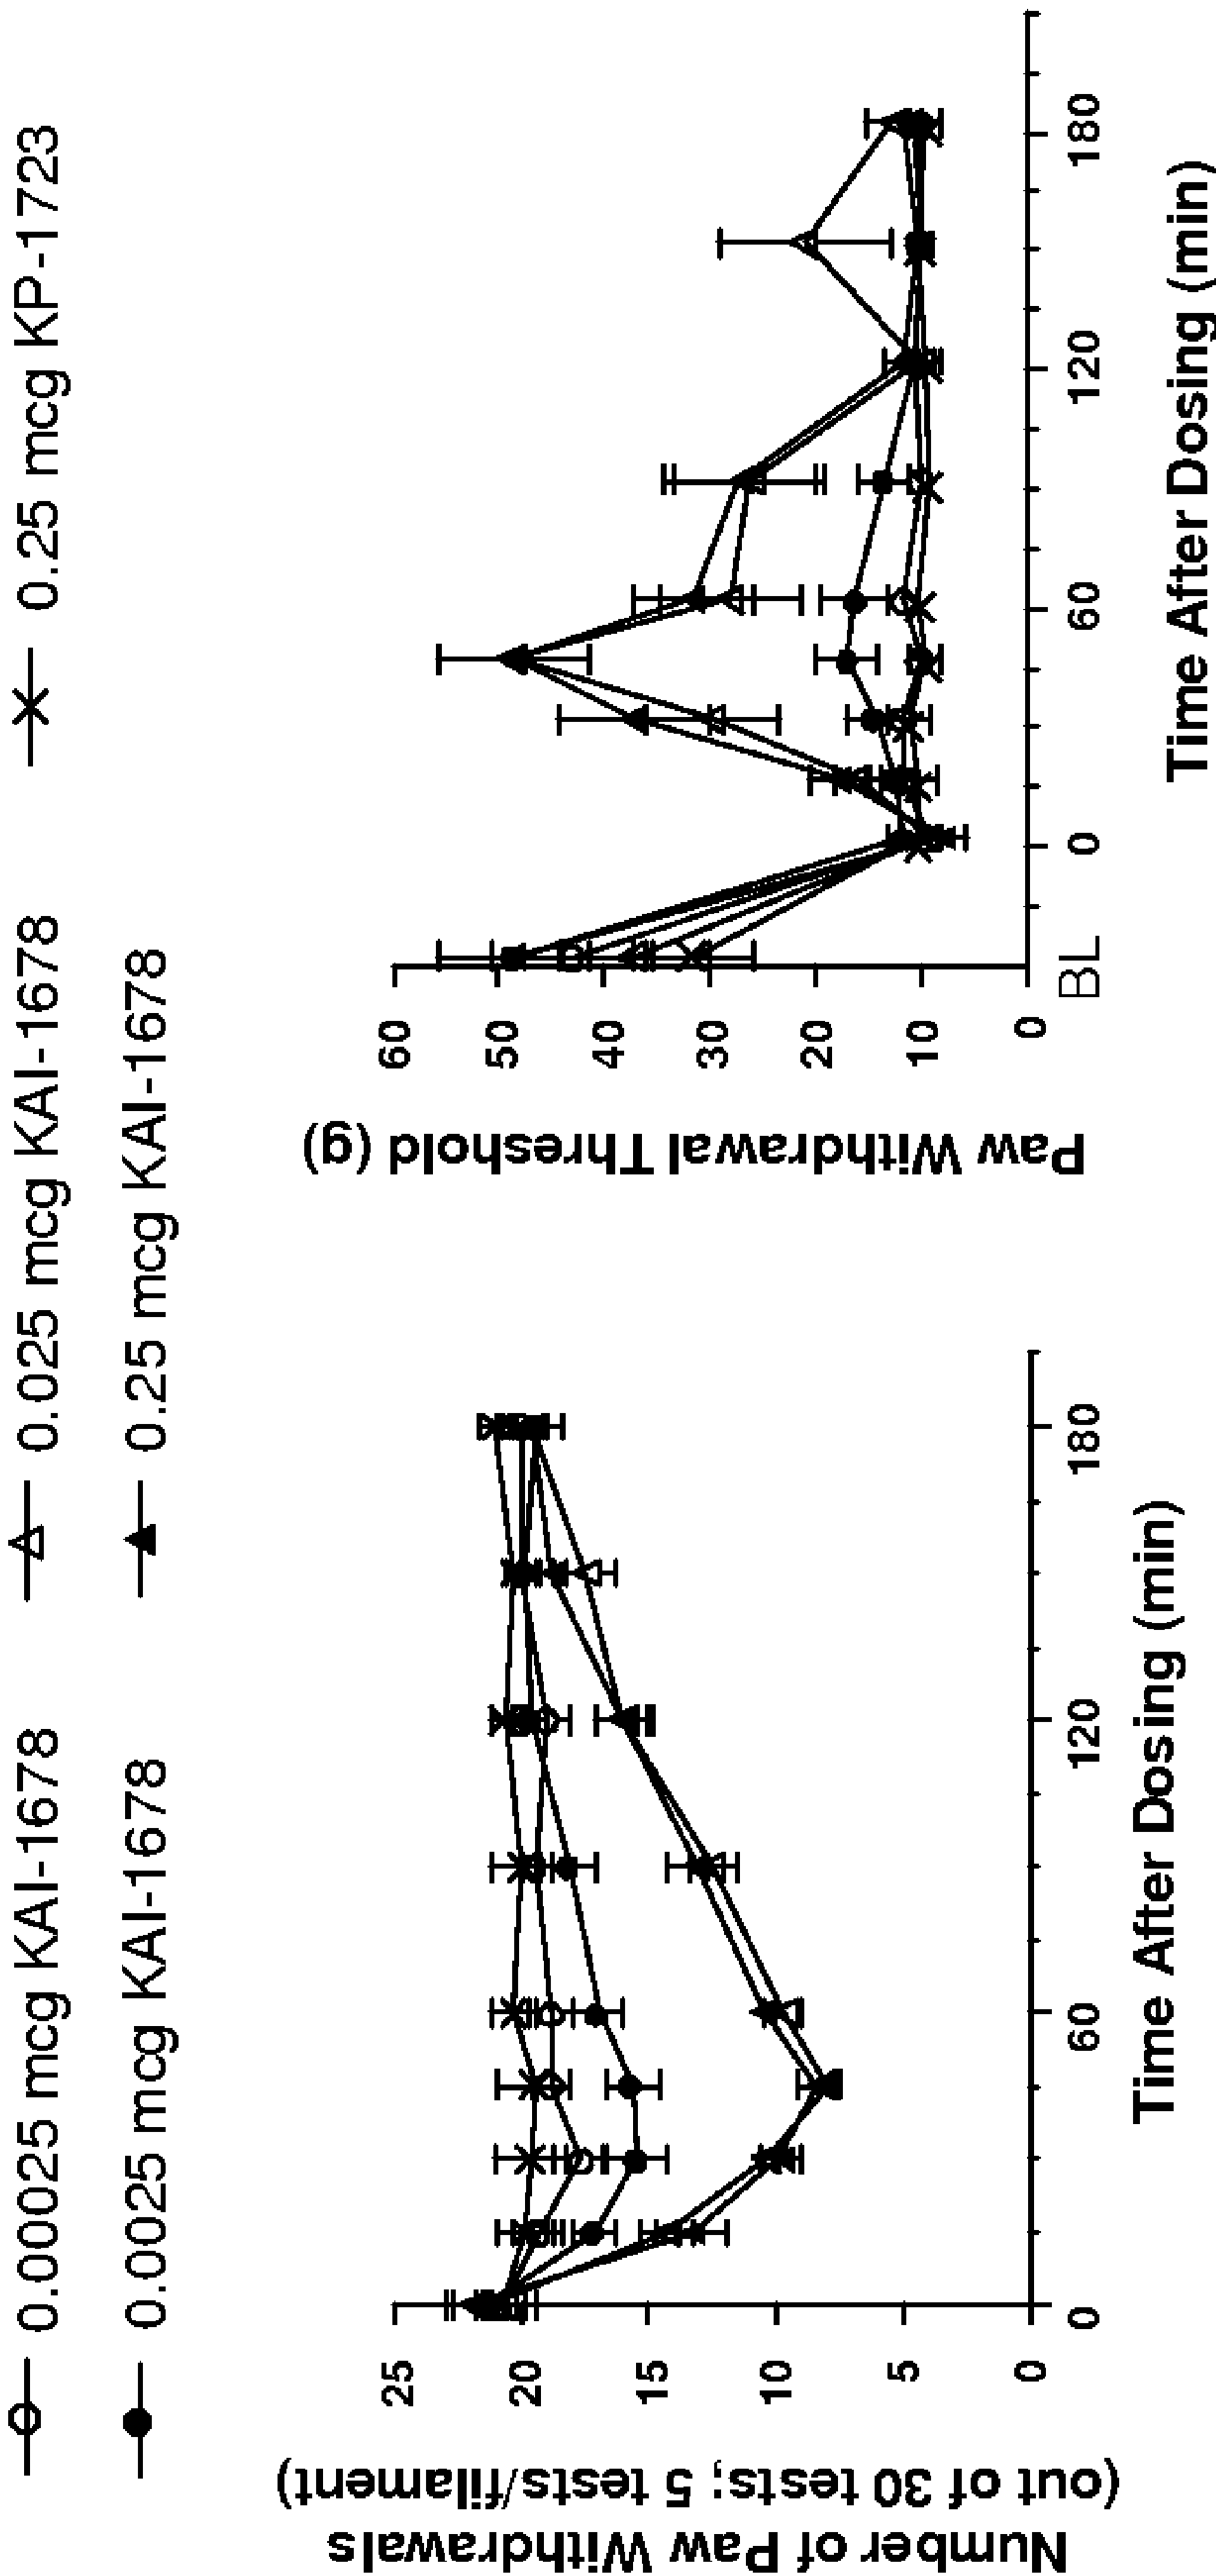 0.00025 mcg KAI-1678
0.025 mcg KAI-1678
0.25 mcg KP-1723
0.0025 mcg KAI-1678
0.25 mcg KAI-1678
Number of Paw Withdrawals
(out of 30 tests; 5 tests/filament)
25
20
15
10
5
0
0
60
120
180
Time After Dosing (min)
Paw Withdrawal Threshold (g)
60
50
40
30
20
10
0
BL
0
60
120
180
Time After Dosing (min)